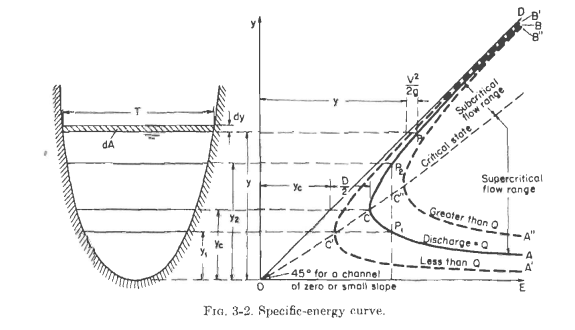 D
B'
B
B"
y
V²
2g
T
dy
y
dA
Subcritical
flow range
P
Critical state
D
2
yc
P₂
C"
Supercritical
flow range
y
y₂
yc
y₁
C
P₁
Greater than Q
A"
C'
Discharge = Q
A
Less than Q
A'
45° for a channel
of zero or small slope
O
E
FIG. 3-2. Specific-energy curve.